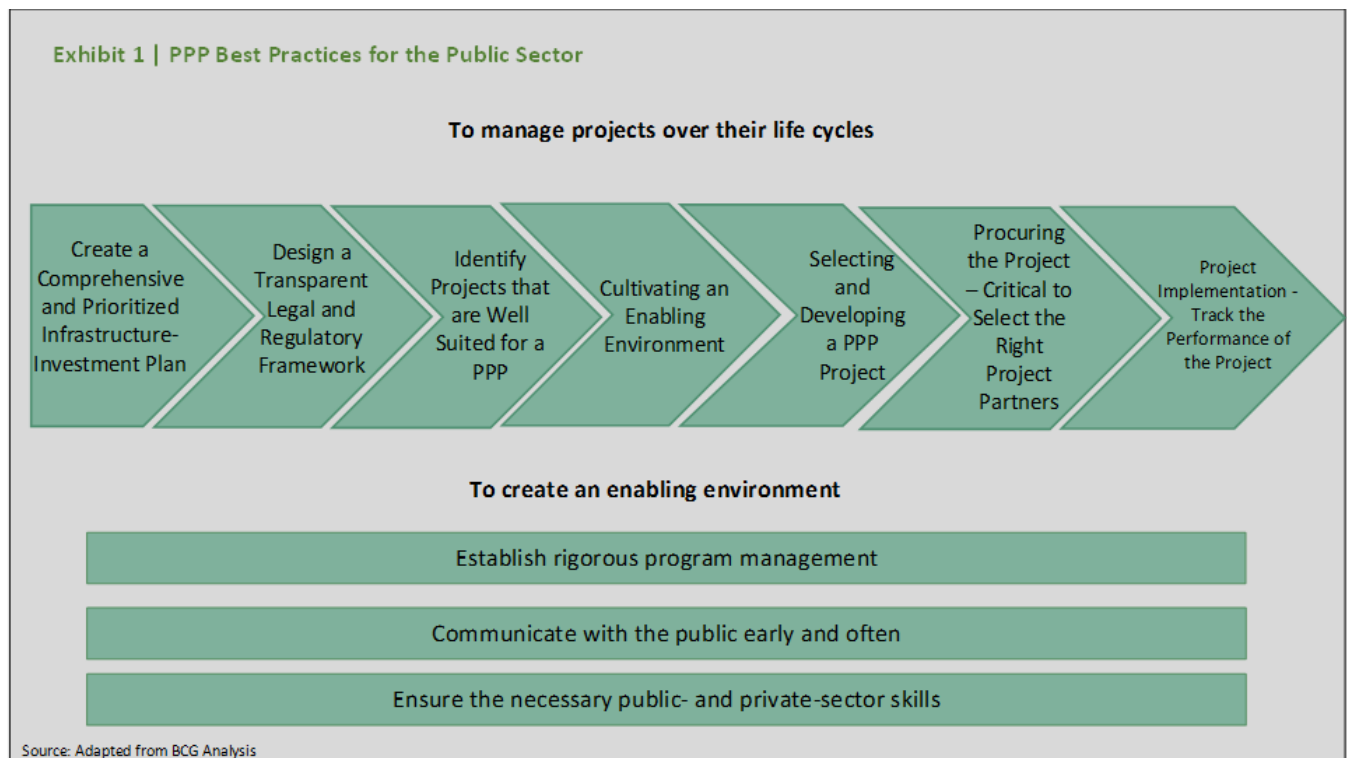 Exhibit 1 | PPP Best Practices for the Public Sector
To manage projects over their life cycles
Create a
Comprehensive
and Prioritized
Infrastructure-
Investment Plan
Design a
Transparent
Legal and
Regulatory
Framework
Identify
Projects that
are Well
Suited for a
PPP
Cultivating an
Enabling
Environment
Selecting
and
Developing
a PPP
Project
Procuring
the Project
– Critical to
Select the
Right
Project
Partners
Project
Implementation -
Track the
Performance of
the Project
To create an enabling environment
Establish rigorous program management
Communicate with the public early and often
Ensure the necessary public- and private-sector skills
Source: Adapted from BCG Analysis